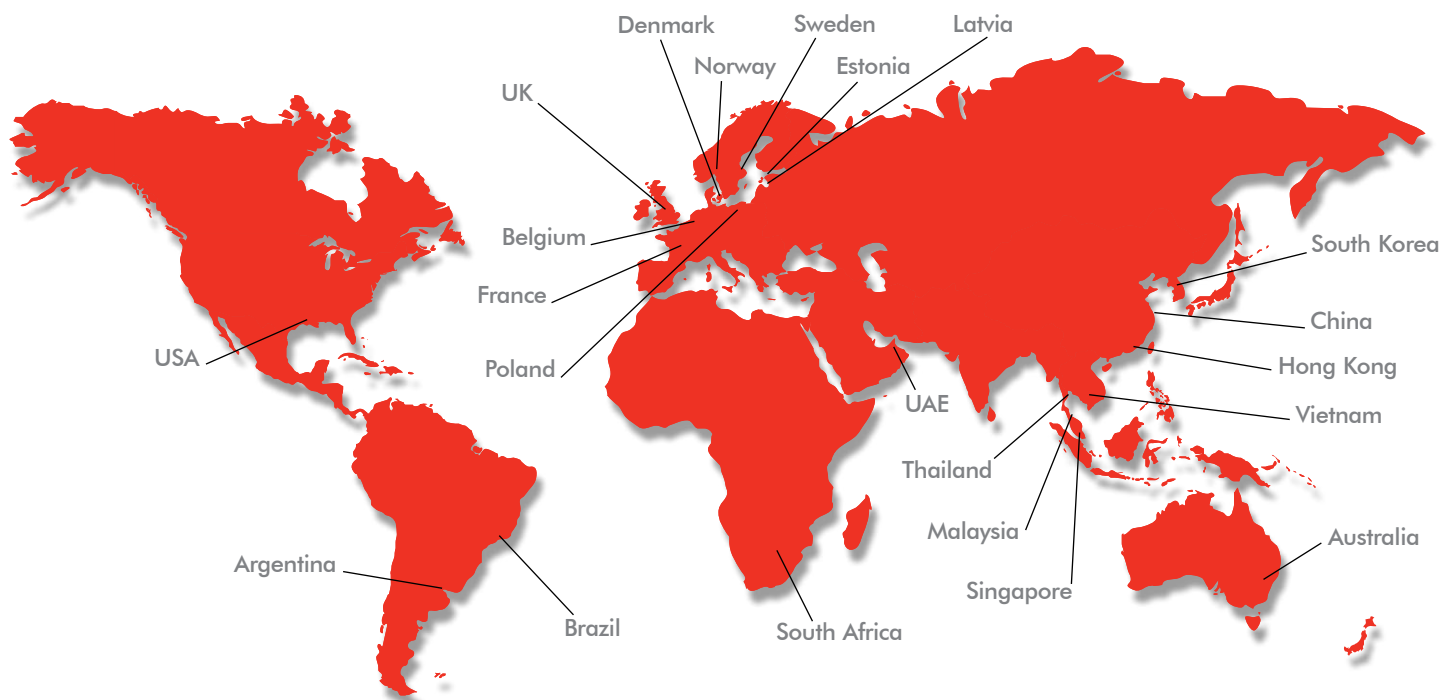 Denmark
Sweden
Latvia
Norway
Estonia
UK
Belgium
South Korea
France
China
USA
Poland
Hong Kong
UAE
Vietnam
Thailand
Malaysia
Australia
Argentina
Singapore
Brazil
South Africa